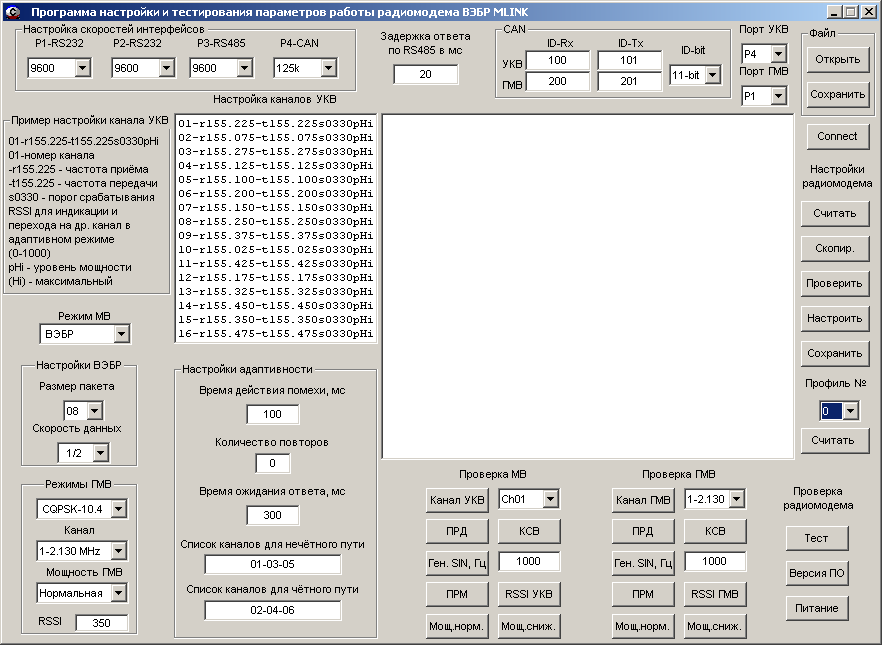 Программа настройки и тестирования параметров работы радиомодема ВЭБР MLINK
Настройка скоростей интерфейсов
P1-RS232
P2-RS232
P3-RS485
P4-CAN
9600
9600
9600
125k
Задержка ответа
по RS485 в мс
20
CAN
ID-Rx
ID-Tx
ID-bit
УКВ
100
101
11-bit
ГМВ
200
201
Порт УКВ
P4
Порт ГМВ
P1
Файл
Открыть
Сохранить
Connect
Настройки
радиомодема
Считать
Скопир.
Проверить
Настроить
Сохранить
Профиль №
0
Считать
Пример настройки канала УКВ
01-r155.225-t155.225s0330pHi
01-номер канала
-r155.225 - частота приёма
-t155.225 - частота передачи
s0330 - порог срабатывания
RSSI для индикации и
перехода на др. канал в
адаптивном режиме
(0-1000)
pHi - уровень мощности
(Hi) - максимальный
Настройка каналов УКВ
01-r155.225-t155.225s0330pHi
02-r155.075-t155.075s0330pHi
03-r155.275-t155.275s0330pHi
04-r155.125-t155.125s0330pHi
05-r155.100-t155.100s0330pHi
06-r155.200-t155.200s0330pHi
07-r155.150-t155.150s0330pHi
08-r155.250-t155.250s0330pHi
09-r155.375-t155.375s0330pHi
10-r155.025-t155.025s0330pHi
11-r155.425-t155.425s0330pHi
12-r155.175-t155.175s0330pHi
13-r155.325-t155.325s0330pHi
14-r155.450-t155.450s0330pHi
15-r155.350-t155.350s0330pHi
16-r155.475-t155.475s0330pHi
Режим МВ
ВЭБР
Настройки ВЭБР
Размер пакета
08
Скорость данных
1/2
Режимы ГМВ
CQPSK-10.4
Канал
1-2.130 MHz
Мощность ГМВ
Нормальная
RSSI
350
Настройки адаптивности
Время действия помехи, мс
100
Количество повторов
0
Время ожидания ответа, мс
300
Список каналов для нечётного пути
01-03-05
Список каналов для чётного пути
02-04-06
Проверка МВ
Канал УКВ
Ch01
ПРД
КСВ
Ген. SIN, Гц
1000
ПРМ
RSSI УКВ
Мощ.норм.
Мощ.сниж.
Проверка ГМВ
Канал ГМВ
1-2.130
ПРД
КСВ
Ген. SIN, Гц
1000
ПРМ
RSSI ГМВ
Мощ.норм.
Мощ.сниж.
Проверка
радиомодема
Тест
Версия ПО
Питание